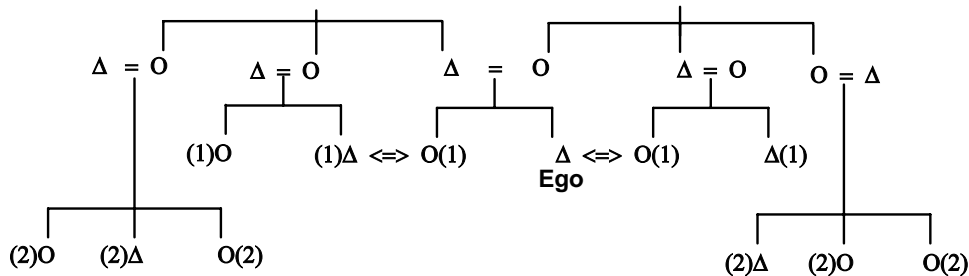 Δ = O Δ = O Δ = O Δ = O O = Δ
(1)O (1)Δ <=> O(1) Δ <=> O(1) Δ(1)
Ego
(2)O (2)Δ O(2) (2)Δ (2)O O(2)